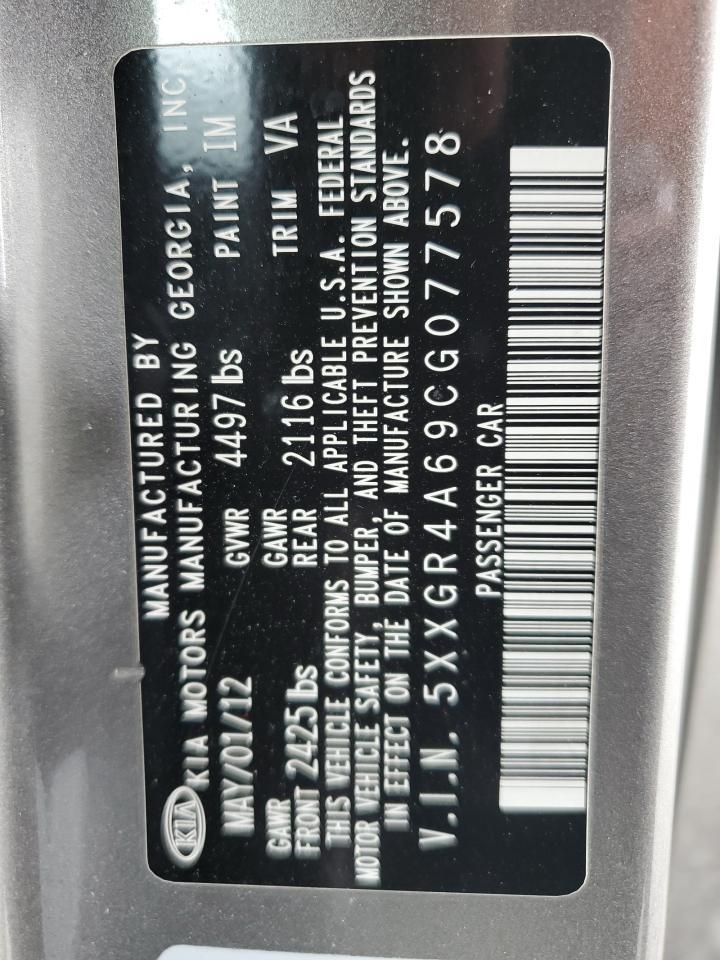 MANUFACTURED BY
KIA KIA MOTORS MANUFACTURING GEORGIA, INC.
MAY/01/12 GVWR 4497 lbs PAINT IM
GAWR FRONT 2425 lbs GAWR REAR 2116 lbs TRIM VA
THIS VEHICLE CONFORMS TO ALL APPLICABLE U.S.A. FEDERAL
MOTOR VEHICLE SAFETY, BUMPER, AND THEFT PREVENTION STANDARDS
IN EFFECT ON THE DATE OF MANUFACTURE SHOWN ABOVE.
V.I.N. 5XXGR4A69CG077578
PASSENGER CAR